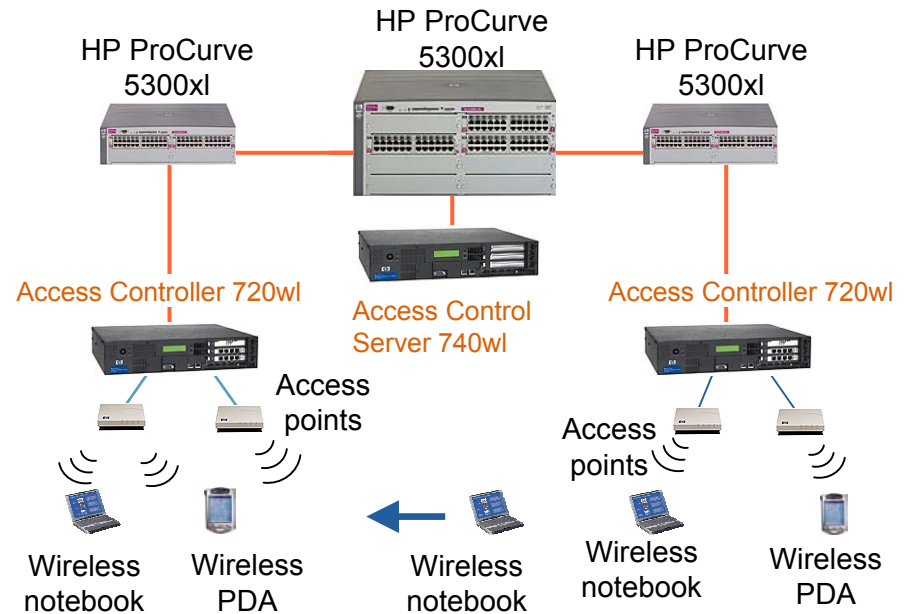 HP ProCurve
5300xl
HP ProCurve
5300xl
HP ProCurve
5300xl
Access Controller 720wl
Access Control
Server 740wl
Access Controller 720wl
Access
points
Access
points
Wireless
notebook
Wireless
PDA
Wireless
notebook
Wireless
notebook
Wireless
PDA